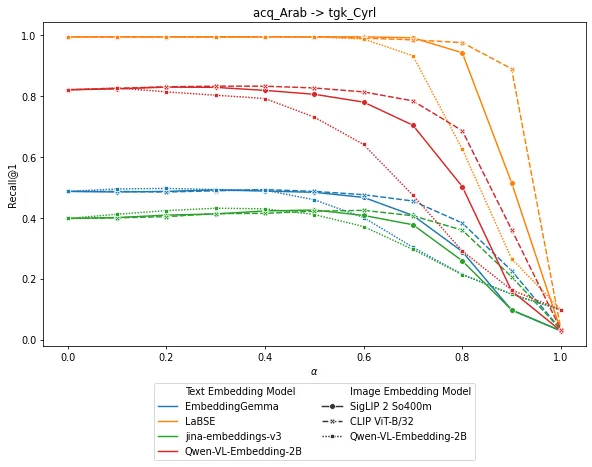 acq_Arab -> tgk_Cyrl
Recall@1
1.0
0.8
0.6
0.4
0.2
0.0
0.0 0.2 0.4 0.6 0.8 1.0
α
Text Embedding Model
EmbeddingGemma
LaBSE
jina-embeddings-v3
Qwen-VL-Embedding-2B
Image Embedding Model
SigLIP 2 So400m
CLIP ViT-B/32
Qwen-VL-Embedding-2B